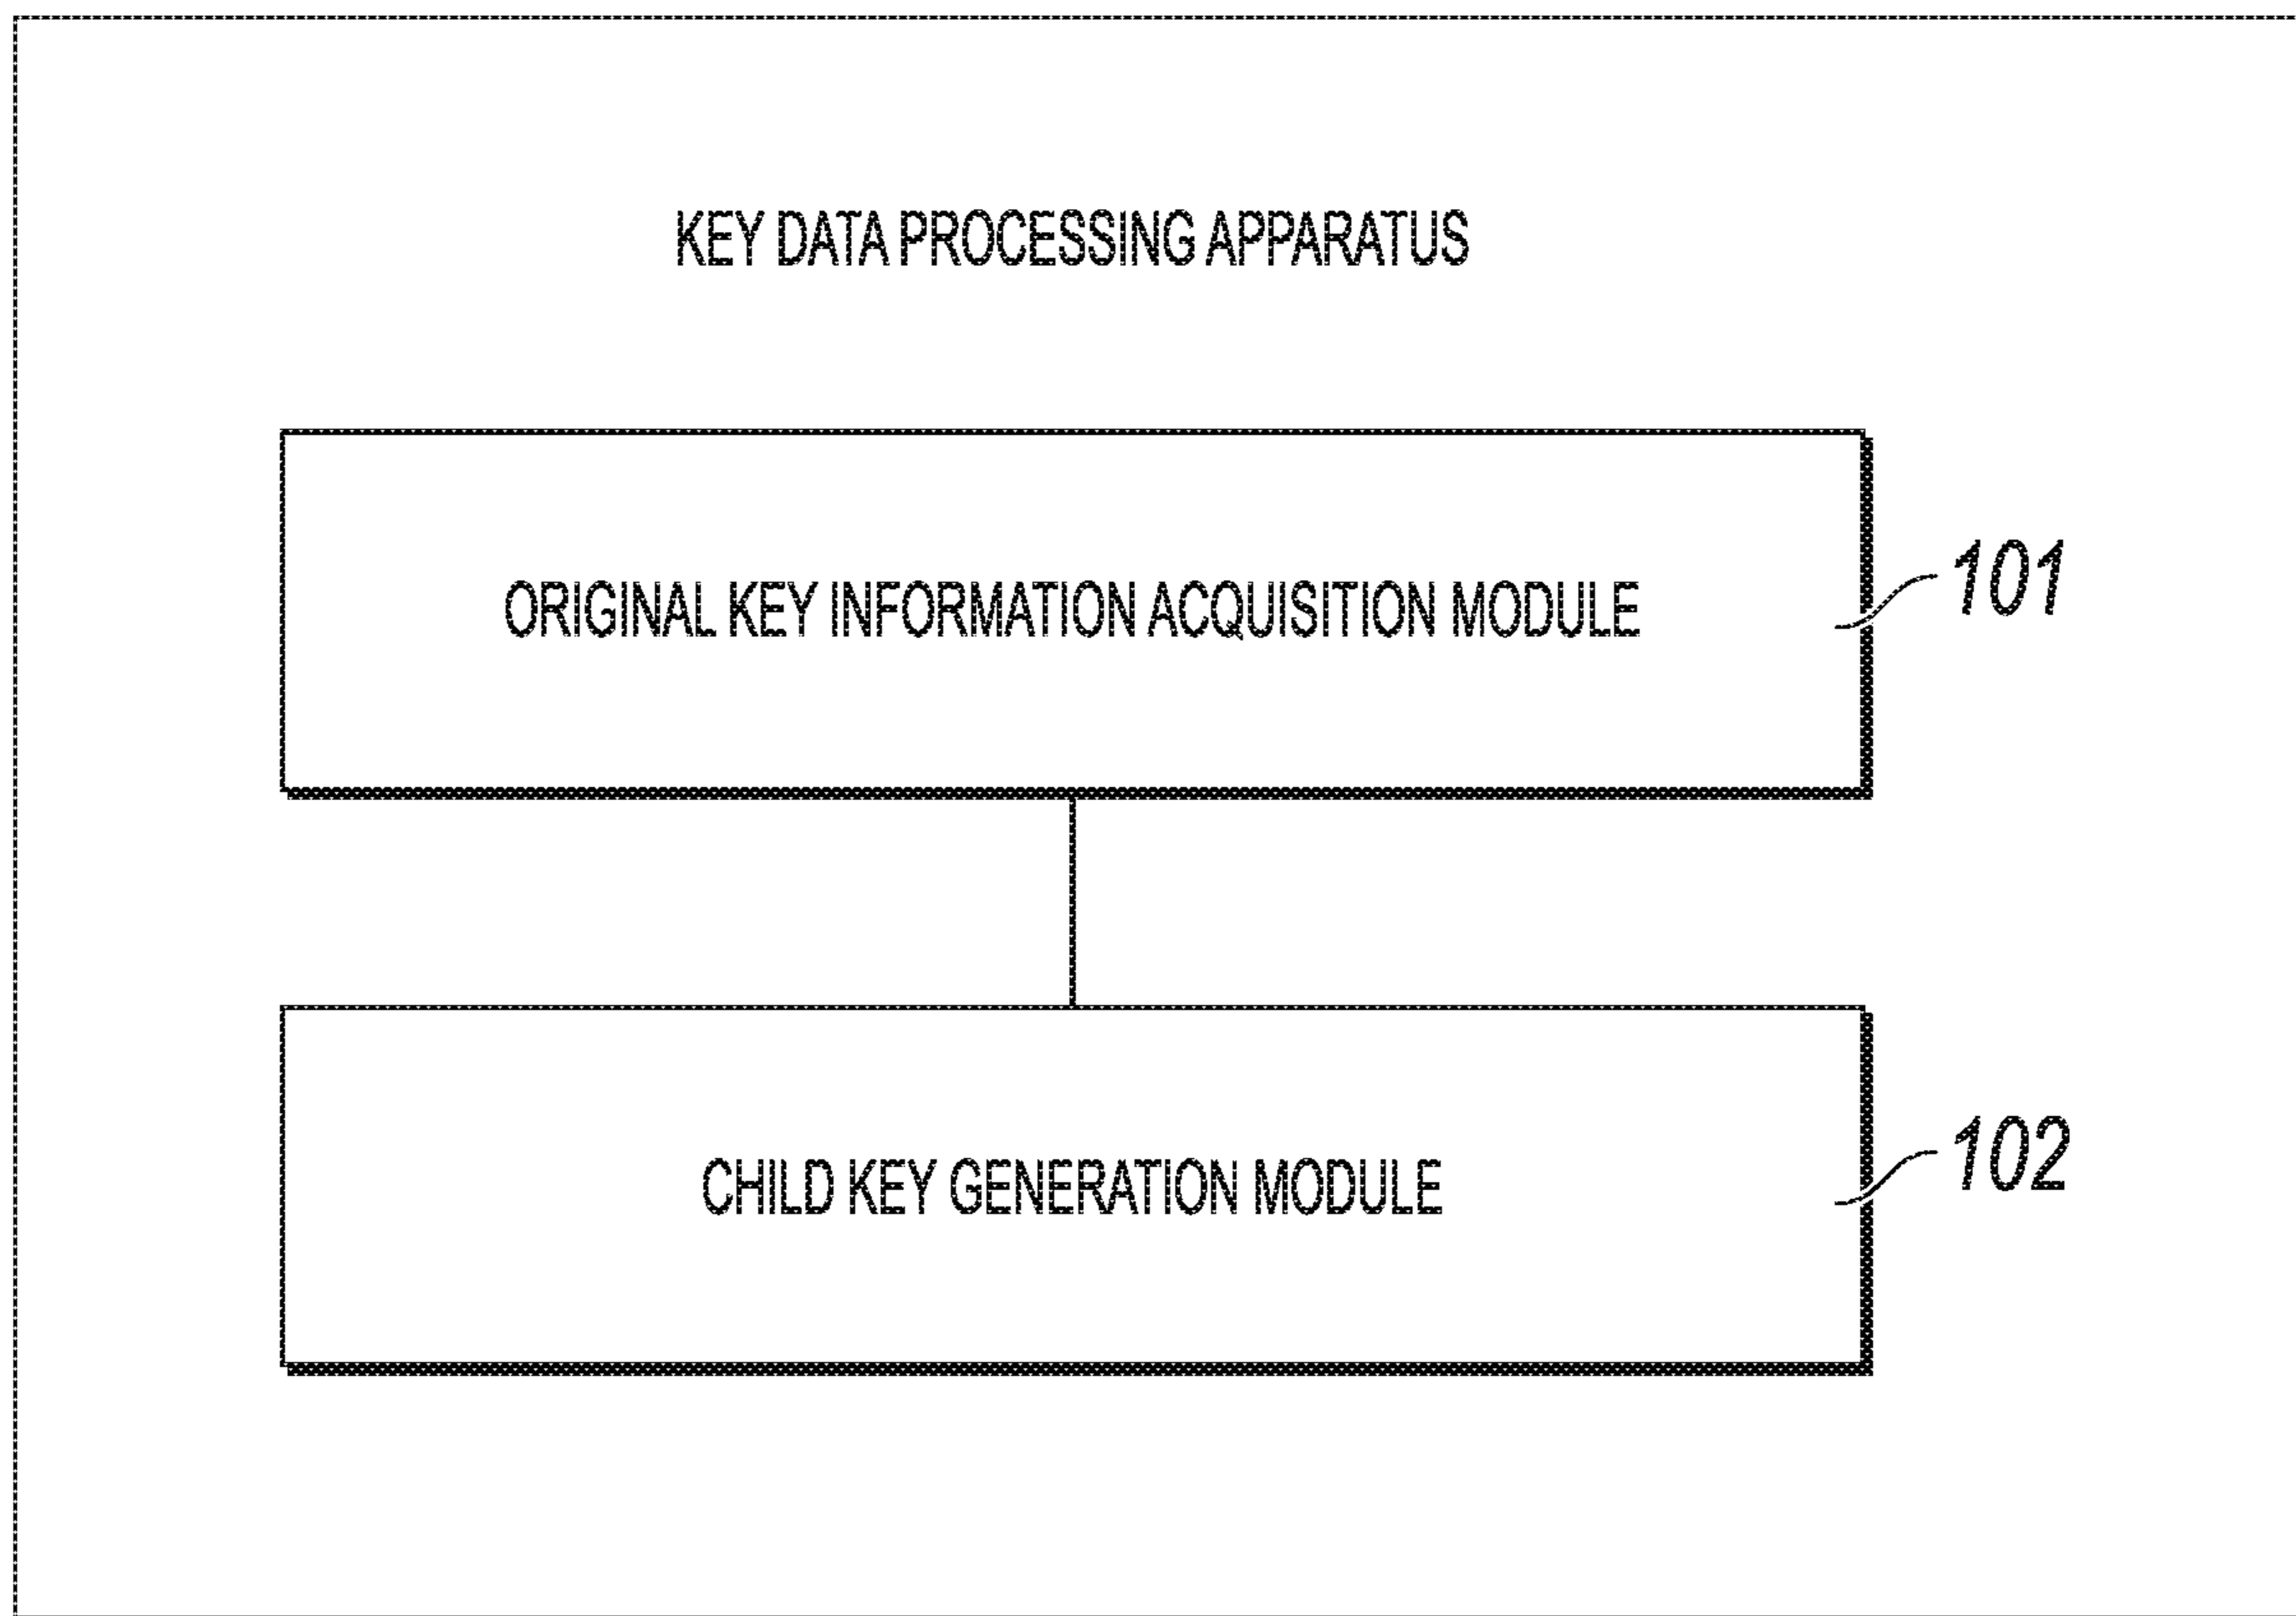 KEY DATA PROCESSING APPARATUS
ORIGINAL KEY INFORMATION ACQUISITION MODULE
101
CHILD KEY GENERATION MODULE
102